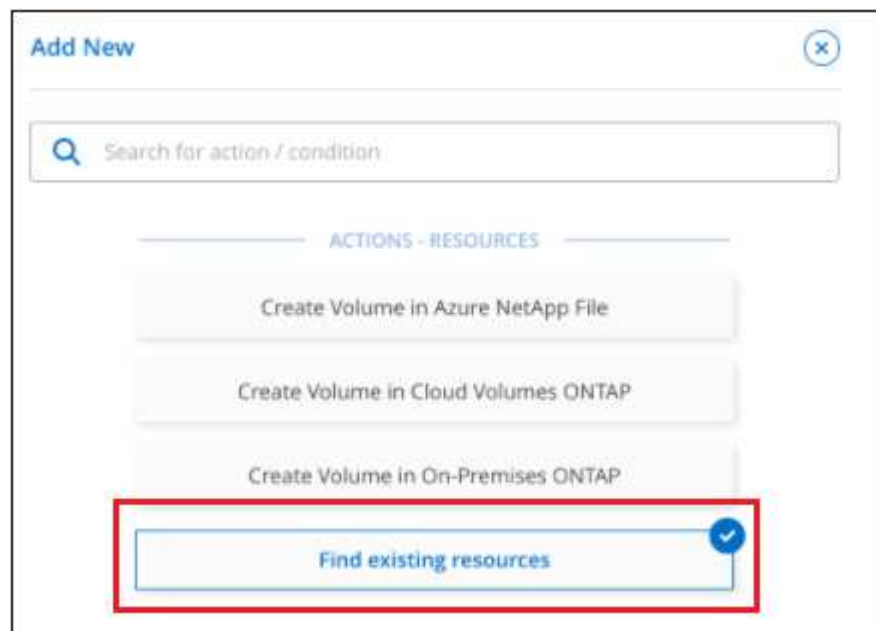 Add New
Search for action / condition
ACTIONS - RESOURCES
Create Volume in Azure NetApp File
Create Volume in Cloud Volumes ONTAP
Create Volume in On-Premises ONTAP
Find existing resources